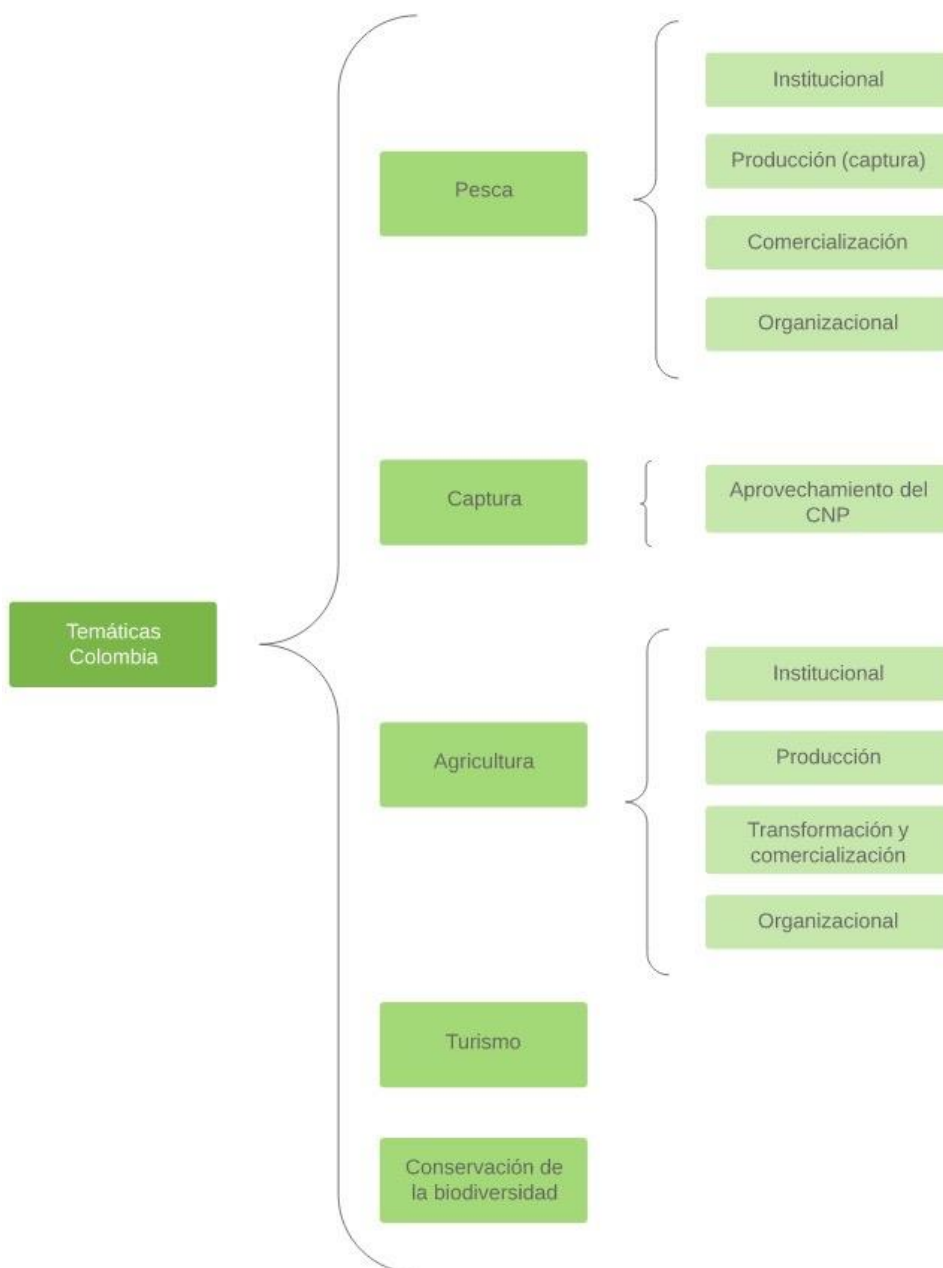 Temáticas
Colombia
Pesca
Institucional
Producción (captura)
Comercialización
Organizacional
Captura
Aprovechamiento del
CNP
Agricultura
Institucional
Producción
Transformación y
comercialización
Organizacional
Turismo
Conservación de
la biodiversidad